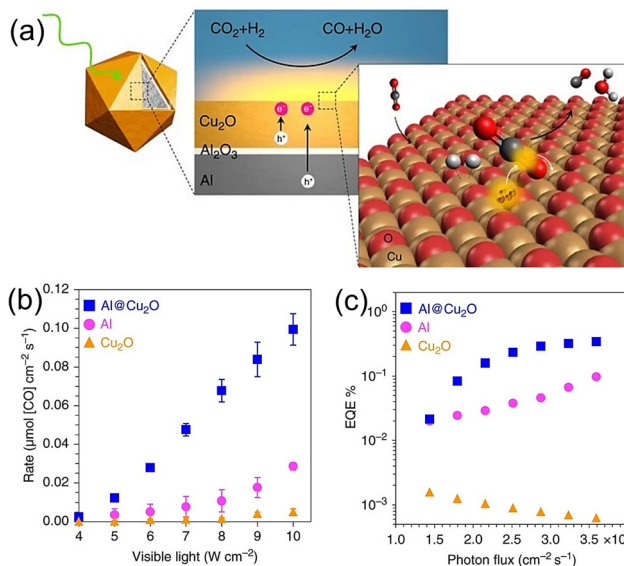 (a)
CO₂+H₂ CO+H₂O
e⁻ e⁻
Cu₂O
h⁺
Al₂O₃
Al
h⁺
O
Cu
(b)
0.12
0.10
0.08
0.06
0.04
0.02
0.00
Rate (μmol [CO] cm⁻² s⁻¹)
Al@Cu₂O
Al
Cu₂O
4 5 6 7 8 9 10
Visible light (W cm⁻²)
(c)
10⁰
10⁻¹
10⁻²
10⁻³
EQE %
Al@Cu₂O
Al
Cu₂O
1.0 1.5 2.0 2.5 3.0 3.5
Photon flux (cm⁻² s⁻¹)